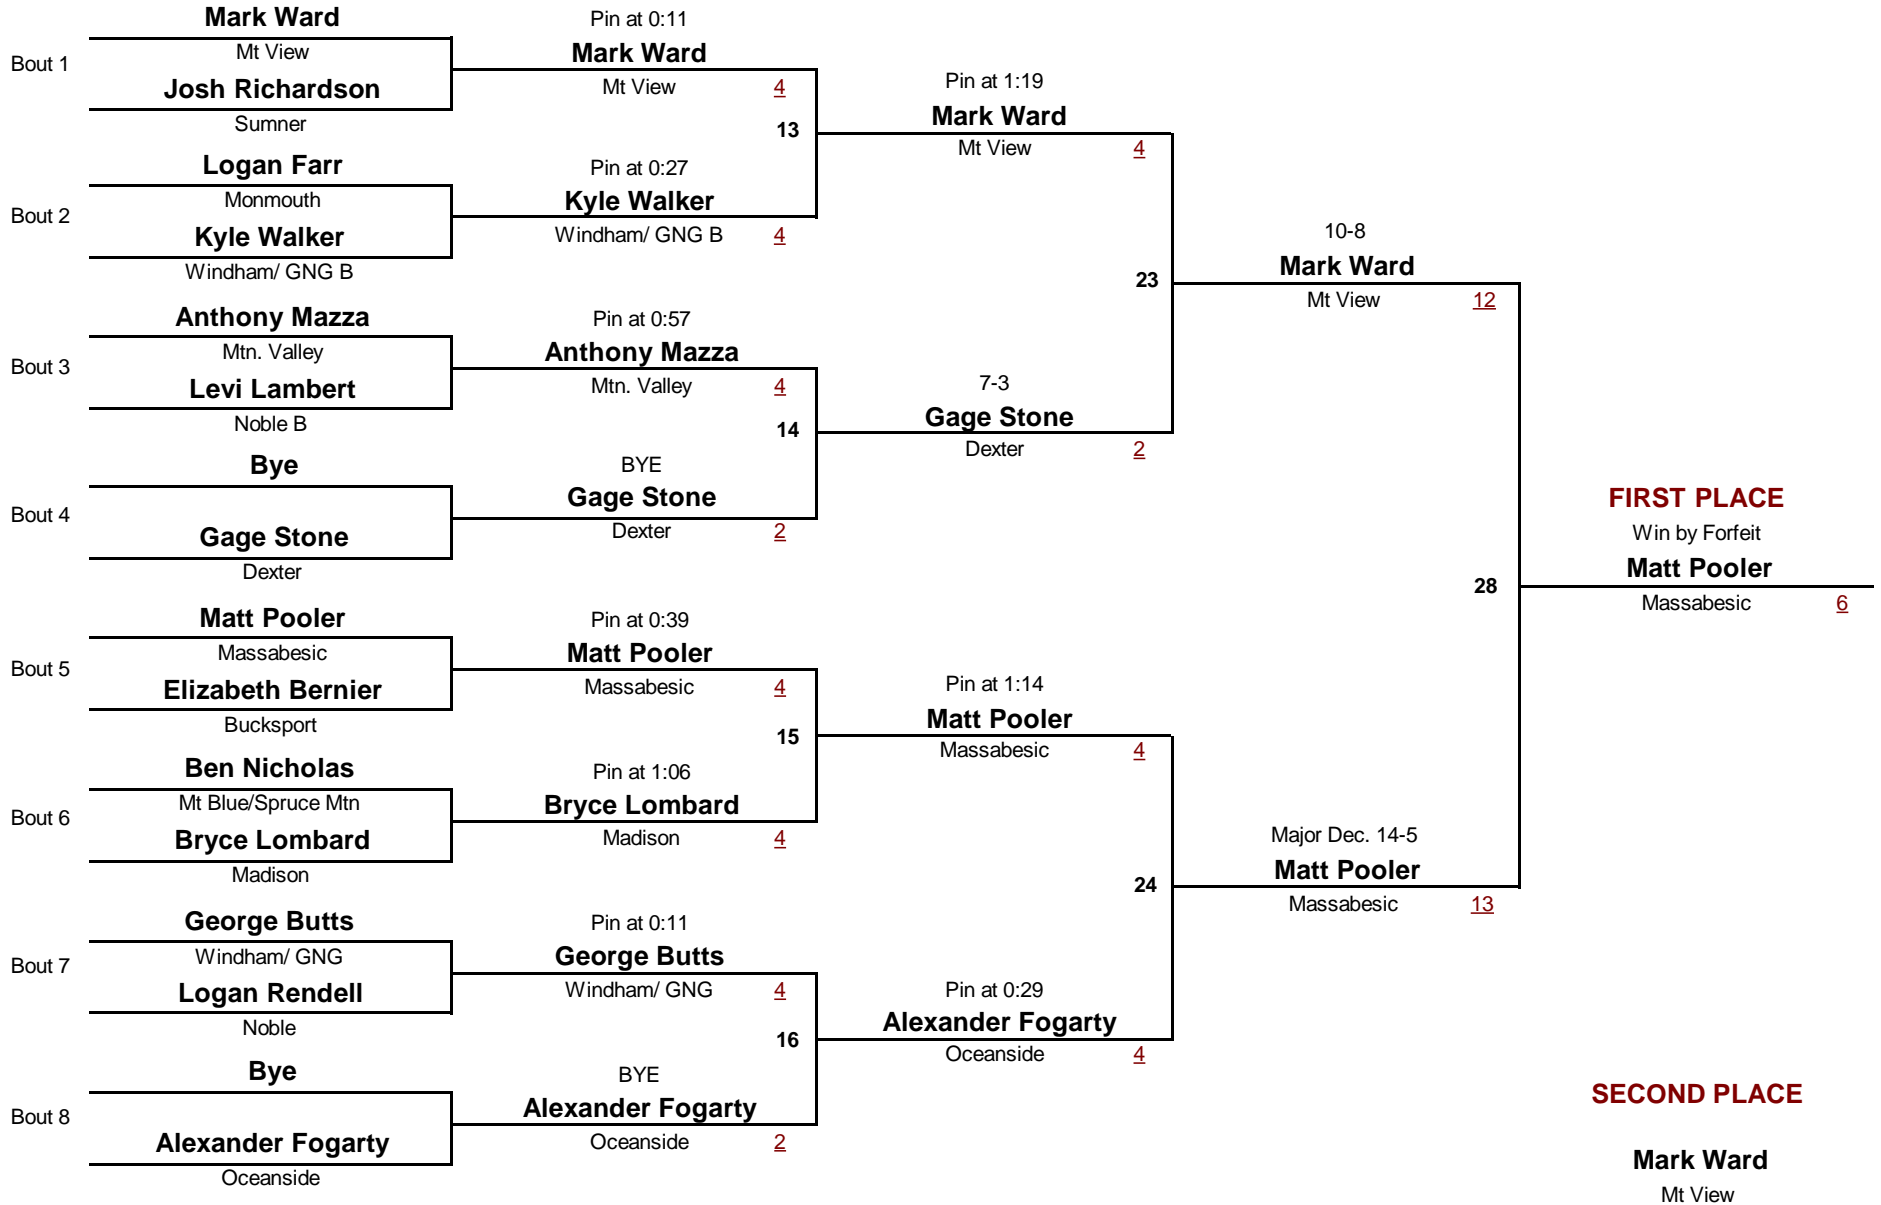 Mark Ward
Bout 1
Mt View
Josh Richardson
Sumner
Logan Farr
Bout 2
Monmouth
Kyle Walker
Windham/ GNG B
Anthony Mazza
Bout 3
Mtn. Valley
Levi Lambert
Noble B
Bye
Bout 4
Gage Stone
Dexter
Matt Pooler
Bout 5
Massabesic
Elizabeth Bernier
Bucksport
Ben Nicholas
Bout 6
Mt Blue/Spruce Mtn
Bryce Lombard
Madison
George Butts
Bout 7
Windham/ GNG
Logan Rendell
Noble
Bye
Bout 8
Alexander Fogarty
Oceanside
Pin at 0:11
Mark Ward
Mt View 4
13
Pin at 0:27
Kyle Walker
Windham/ GNG B 4
Pin at 0:57
Anthony Mazza
Mtn. Valley 4
14
BYE
Gage Stone
Dexter 2
Pin at 0:39
Matt Pooler
Massabesic 4
15
Pin at 1:06
Bryce Lombard
Madison 4
Pin at 0:11
George Butts
Windham/ GNG 4
16
BYE
Alexander Fogarty
Oceanside 2
Pin at 1:19
Mark Ward
Mt View 4
23
7-3
Gage Stone
Dexter 2
Pin at 1:14
Matt Pooler
Massabesic 4
24
Pin at 0:29
Alexander Fogarty
Oceanside 4
10-8
Mark Ward
Mt View 12
28
Major Dec. 14-5
Matt Pooler
Massabesic 13
FIRST PLACE
Win by Forfeit
Matt Pooler
Massabesic 6
SECOND PLACE
Mark Ward
Mt View